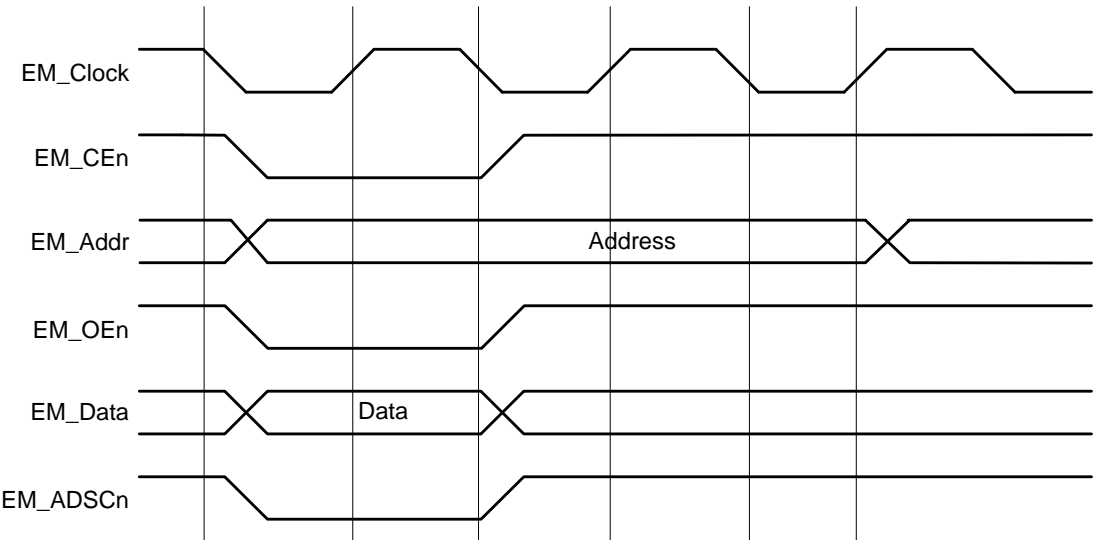 EM_Clock
EM_CEn
EM_Addr
Address
EM_OEn
EM_Data
Data
EM_ADSCn